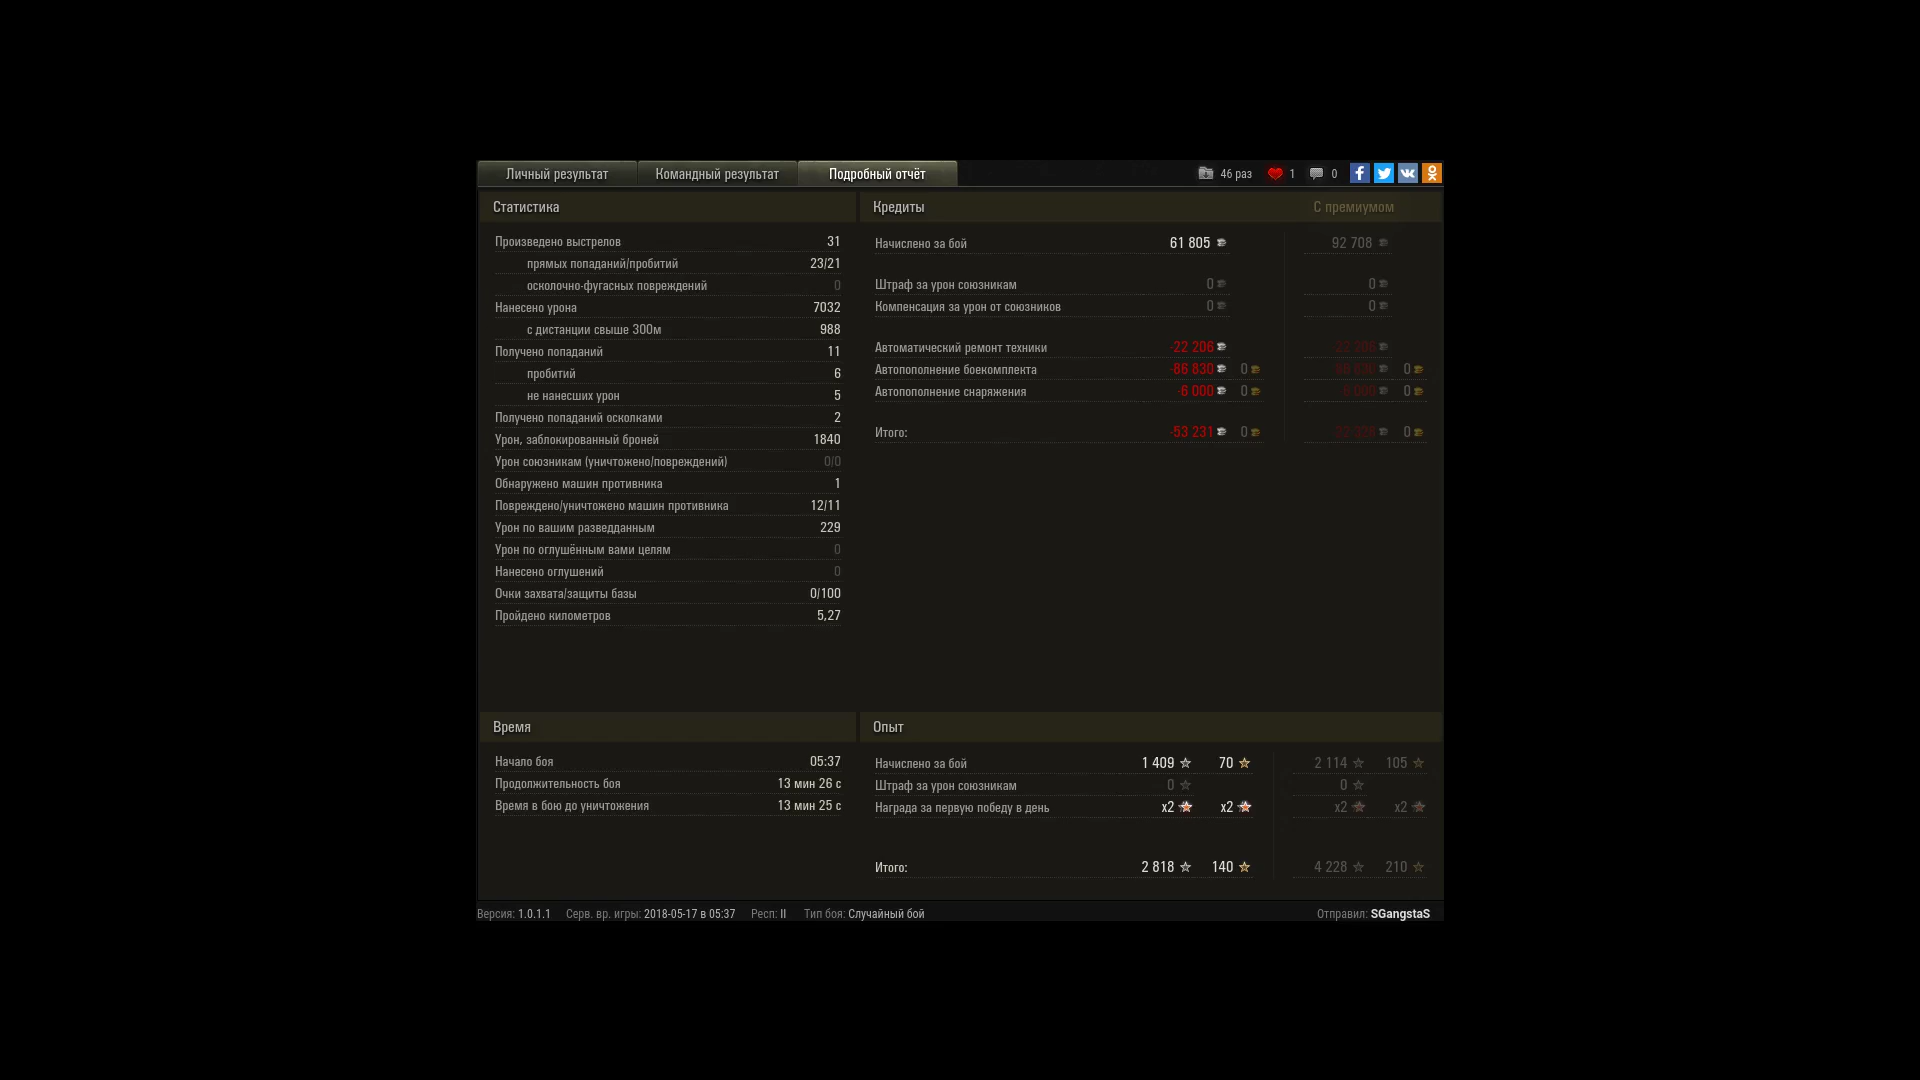 Личный результат Командный результат Подробный отчёт 46 раз 1 0
Статистика
Произведено выстрелов 31
прямых попаданий/пробитий 23/21
осколочно-фугасных повреждений 0
Нанесено урона 7032
с дистанции свыше 300м 988
Получено попаданий 11
пробитий 6
не нанесших урон 5
Получено попаданий осколками 2
Урон, заблокированный броней 1840
Урон союзникам (уничтожено/повреждений) 0/0
Обнаружено машин противника 1
Повреждено/уничтожено машин противника 12/11
Урон по вашим разведданным 229
Урон по оглушённым вами целям 0
Нанесено оглушений 0
Очки захвата/защиты базы 0/100
Пройдено километров 5,27
Кредиты С премиумом
Начислено за бой 61 805 92 708
Штраф за урон союзникам 0 0
Компенсация за урон от союзников 0 0
Автоматический ремонт техники -22 206 -22 206
Автопополнение боекомплекта -86 830 0 -86 830 0
Автопополнение снаряжения -6 000 0 -6 000 0
Итого: -53 231 0 0
Время
Начало боя 05:37
Продолжительность боя 13 мин 26 с
Время в бою до уничтожения 13 мин 25 с
Опыт
Начислено за бой 1 409 70 2 114 105
Штраф за урон союзникам 0 0
Награда за первую победу в день x2 x2 x2 x2
Итого: 2 818 140 4 228 210
Версия: 1.0.1.1 Серв. вр. игры: 2018-05-17 в 05:37 Респ: II Тип боя: Случайный бой Отправил: SGangstaS